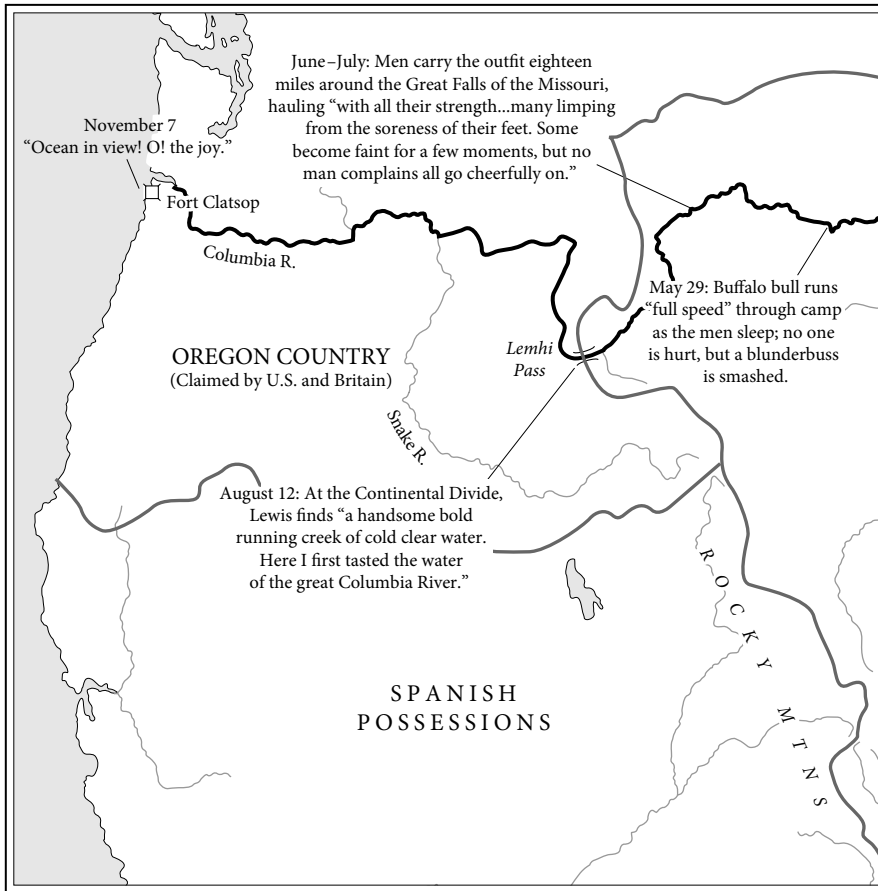 June–July: Men carry the outfit eighteen
miles around the Great Falls of the Missouri,
hauling “with all their strength...many limping
from the soreness of their feet. Some
become faint for a few moments, but no
man complains all go cheerfully on.”
November 7
“Ocean in view! O! the joy.”
Fort Clatsop
Columbia R.
May 29: Buffalo bull runs
“full speed” through camp
as the men sleep; no one
is hurt, but a blunderbuss
is smashed.
Lemhi
Pass
OREGON COUNTRY
(Claimed by U.S. and Britain)
Snake R.
August 12: At the Continental Divide,
Lewis finds “a handsome bold
running creek of cold clear water.
Here I first tasted the water
of the great Columbia River.”
ROCKY MTNS
SPANISH
POSSESSIONS